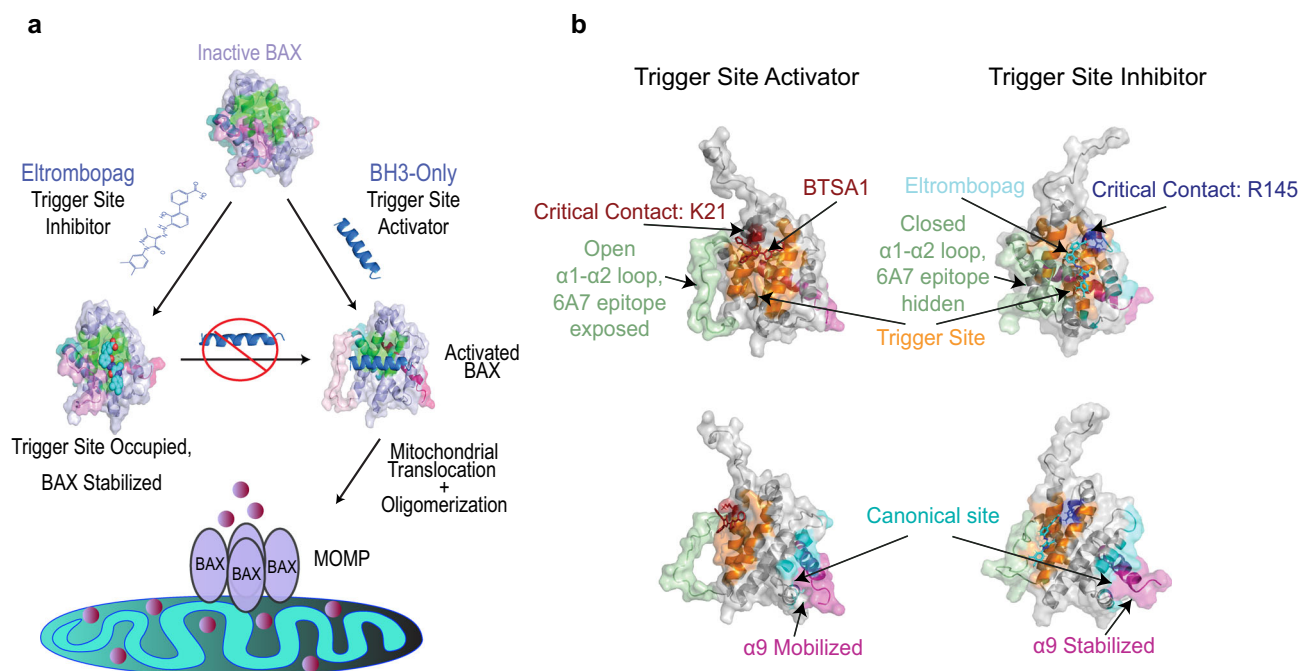 a
Inactive BAX
Eltrombopag
Trigger Site
Inhibitor
BH3-Only
Trigger Site
Activator
Activated
BAX
Trigger Site Occupied,
BAX Stabilized
Mitochondrial
Translocation
+
Oligomerization
BAX
BAX
BAX
MOMP
b
Trigger Site Activator
Trigger Site Inhibitor
BTSA1
Critical Contact: K21
Open
α1-α2 loop,
6A7 epitope
exposed
Eltrombopag
Critical Contact: R145
Closed
α1-α2 loop,
6A7 epitope
hidden
Trigger Site
Canonical site
α9 Mobilized
α9 Stabilized